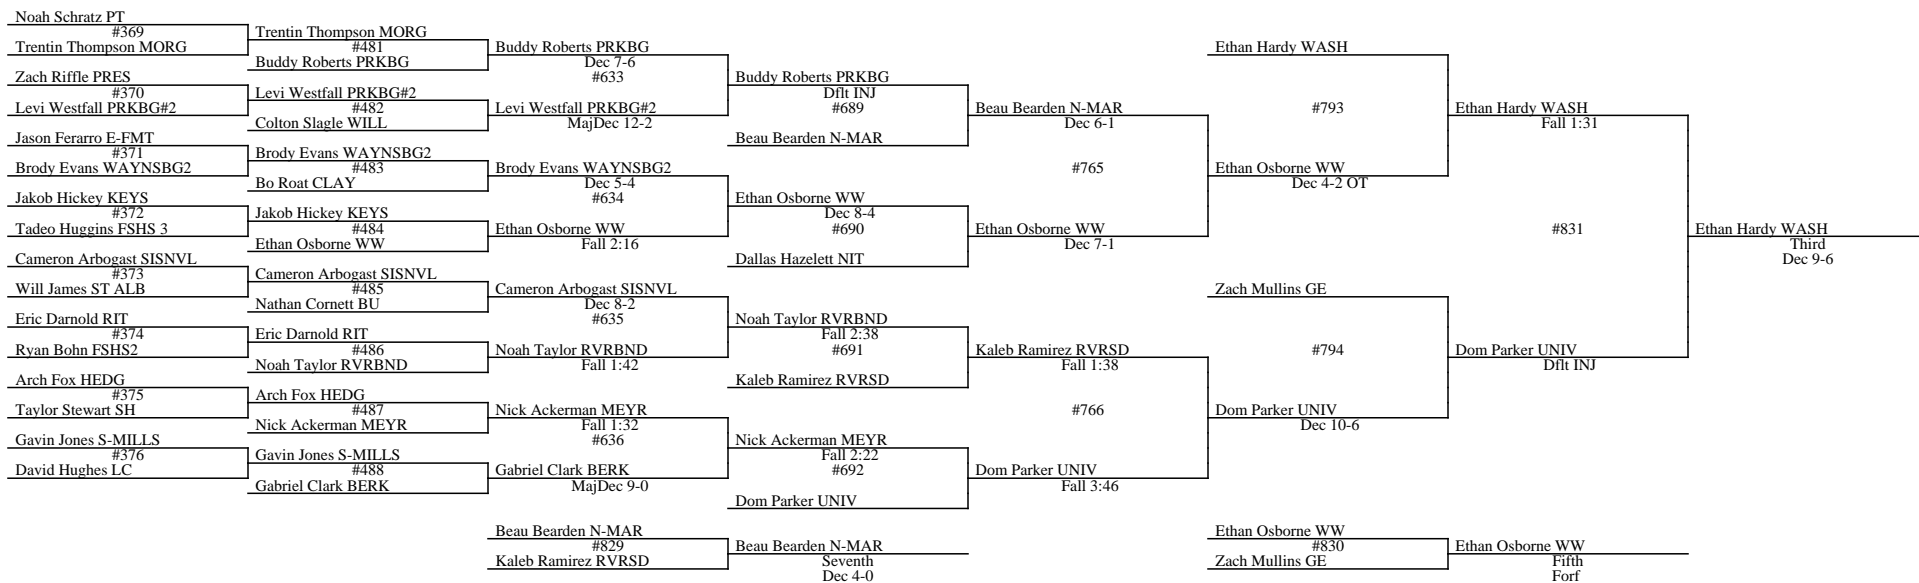 Noah Schratz PT
#369
Trentin Thompson MORG
Zach Riffle PRES
#370
Levi Westfall PRKBG#2
Jason Ferarro E-FMT
#371
Brody Evans WAYNSBG2
Jakob Hickey KEYS
#372
Tadeo Huggins FSHS 3
Cameron Arbogast SISNVL
#373
Will James ST ALB
Eric Darnold RIT
#374
Ryan Bohn FSHS2
Arch Fox HEDG
#375
Taylor Stewart SH
Gavin Jones S-MILLS
#376
David Hughes LC
Trentin Thompson MORG
#481
Buddy Roberts PRKBG
Levi Westfall PRKBG#2
#482
Colton Slagle WILL
Brody Evans WAYNSBG2
#483
Bo Roat CLAY
Jakob Hickey KEYS
#484
Ethan Osborne WW
Cameron Arbogast SISNVL
#485
Nathan Cornett BU
Eric Darnold RIT
#486
Noah Taylor RVRBND
Arch Fox HEDG
#487
Nick Ackerman MEYR
Gavin Jones S-MILLS
#488
Gabriel Clark BERK
Buddy Roberts PRKBG
Dec 7-6
#633
Levi Westfall PRKBG#2
MajDec 12-2
Brody Evans WAYNSBG2
Dec 5-4
#634
Ethan Osborne WW
Fall 2:16
Cameron Arbogast SISNVL
Dec 8-2
#635
Noah Taylor RVRBND
Fall 1:42
Nick Ackerman MEYR
Fall 1:32
#636
Gabriel Clark BERK
MajDec 9-0
Buddy Roberts PRKBG
Dflt INJ
#689
Beau Bearden N-MAR
Ethan Osborne WW
Dec 8-4
#690
Dallas Hazelett NIT
Noah Taylor RVRBND
Fall 2:38
#691
Kaleb Ramirez RVRSD
Nick Ackerman MEYR
Fall 2:22
#692
Dom Parker UNIV
Beau Bearden N-MAR
Dec 6-1
#765
Ethan Osborne WW
Dec 7-1
Kaleb Ramirez RVRSD
Fall 1:38
#766
Dom Parker UNIV
Fall 3:46
Ethan Hardy WASH
#793
Ethan Osborne WW
Dec 4-2 OT
Zach Mullins GE
#794
Dom Parker UNIV
Dec 10-6
Ethan Hardy WASH
Fall 1:31
#831
Dom Parker UNIV
Dflt INJ
Ethan Hardy WASH
Third
Dec 9-6
Beau Bearden N-MAR
#829
Kaleb Ramirez RVRSD
Beau Bearden N-MAR
Seventh
Dec 4-0
Ethan Osborne WW
#830
Zach Mullins GE
Ethan Osborne WW
Fifth
Forf